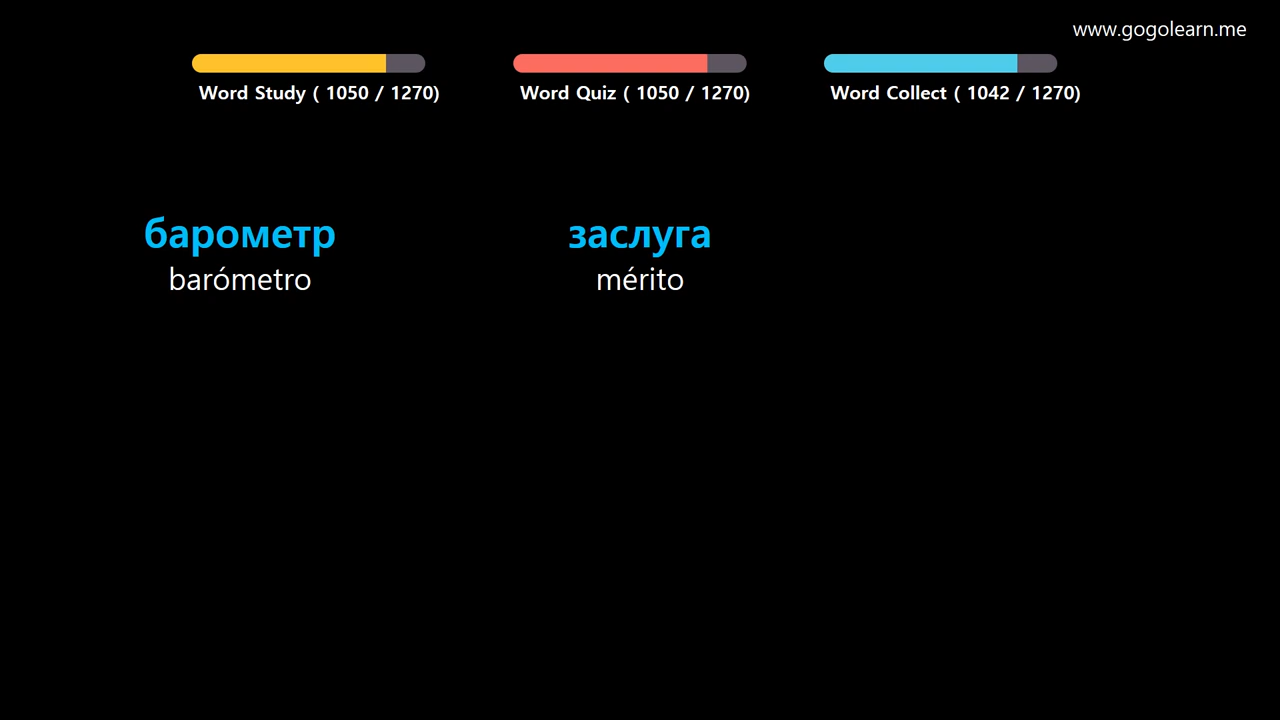 www.gogolearn.me
Word Study ( 1050 / 1270)
Word Quiz ( 1050 / 1270)
Word Collect ( 1042 / 1270)
барометр
barómetro
заслуга
mérito